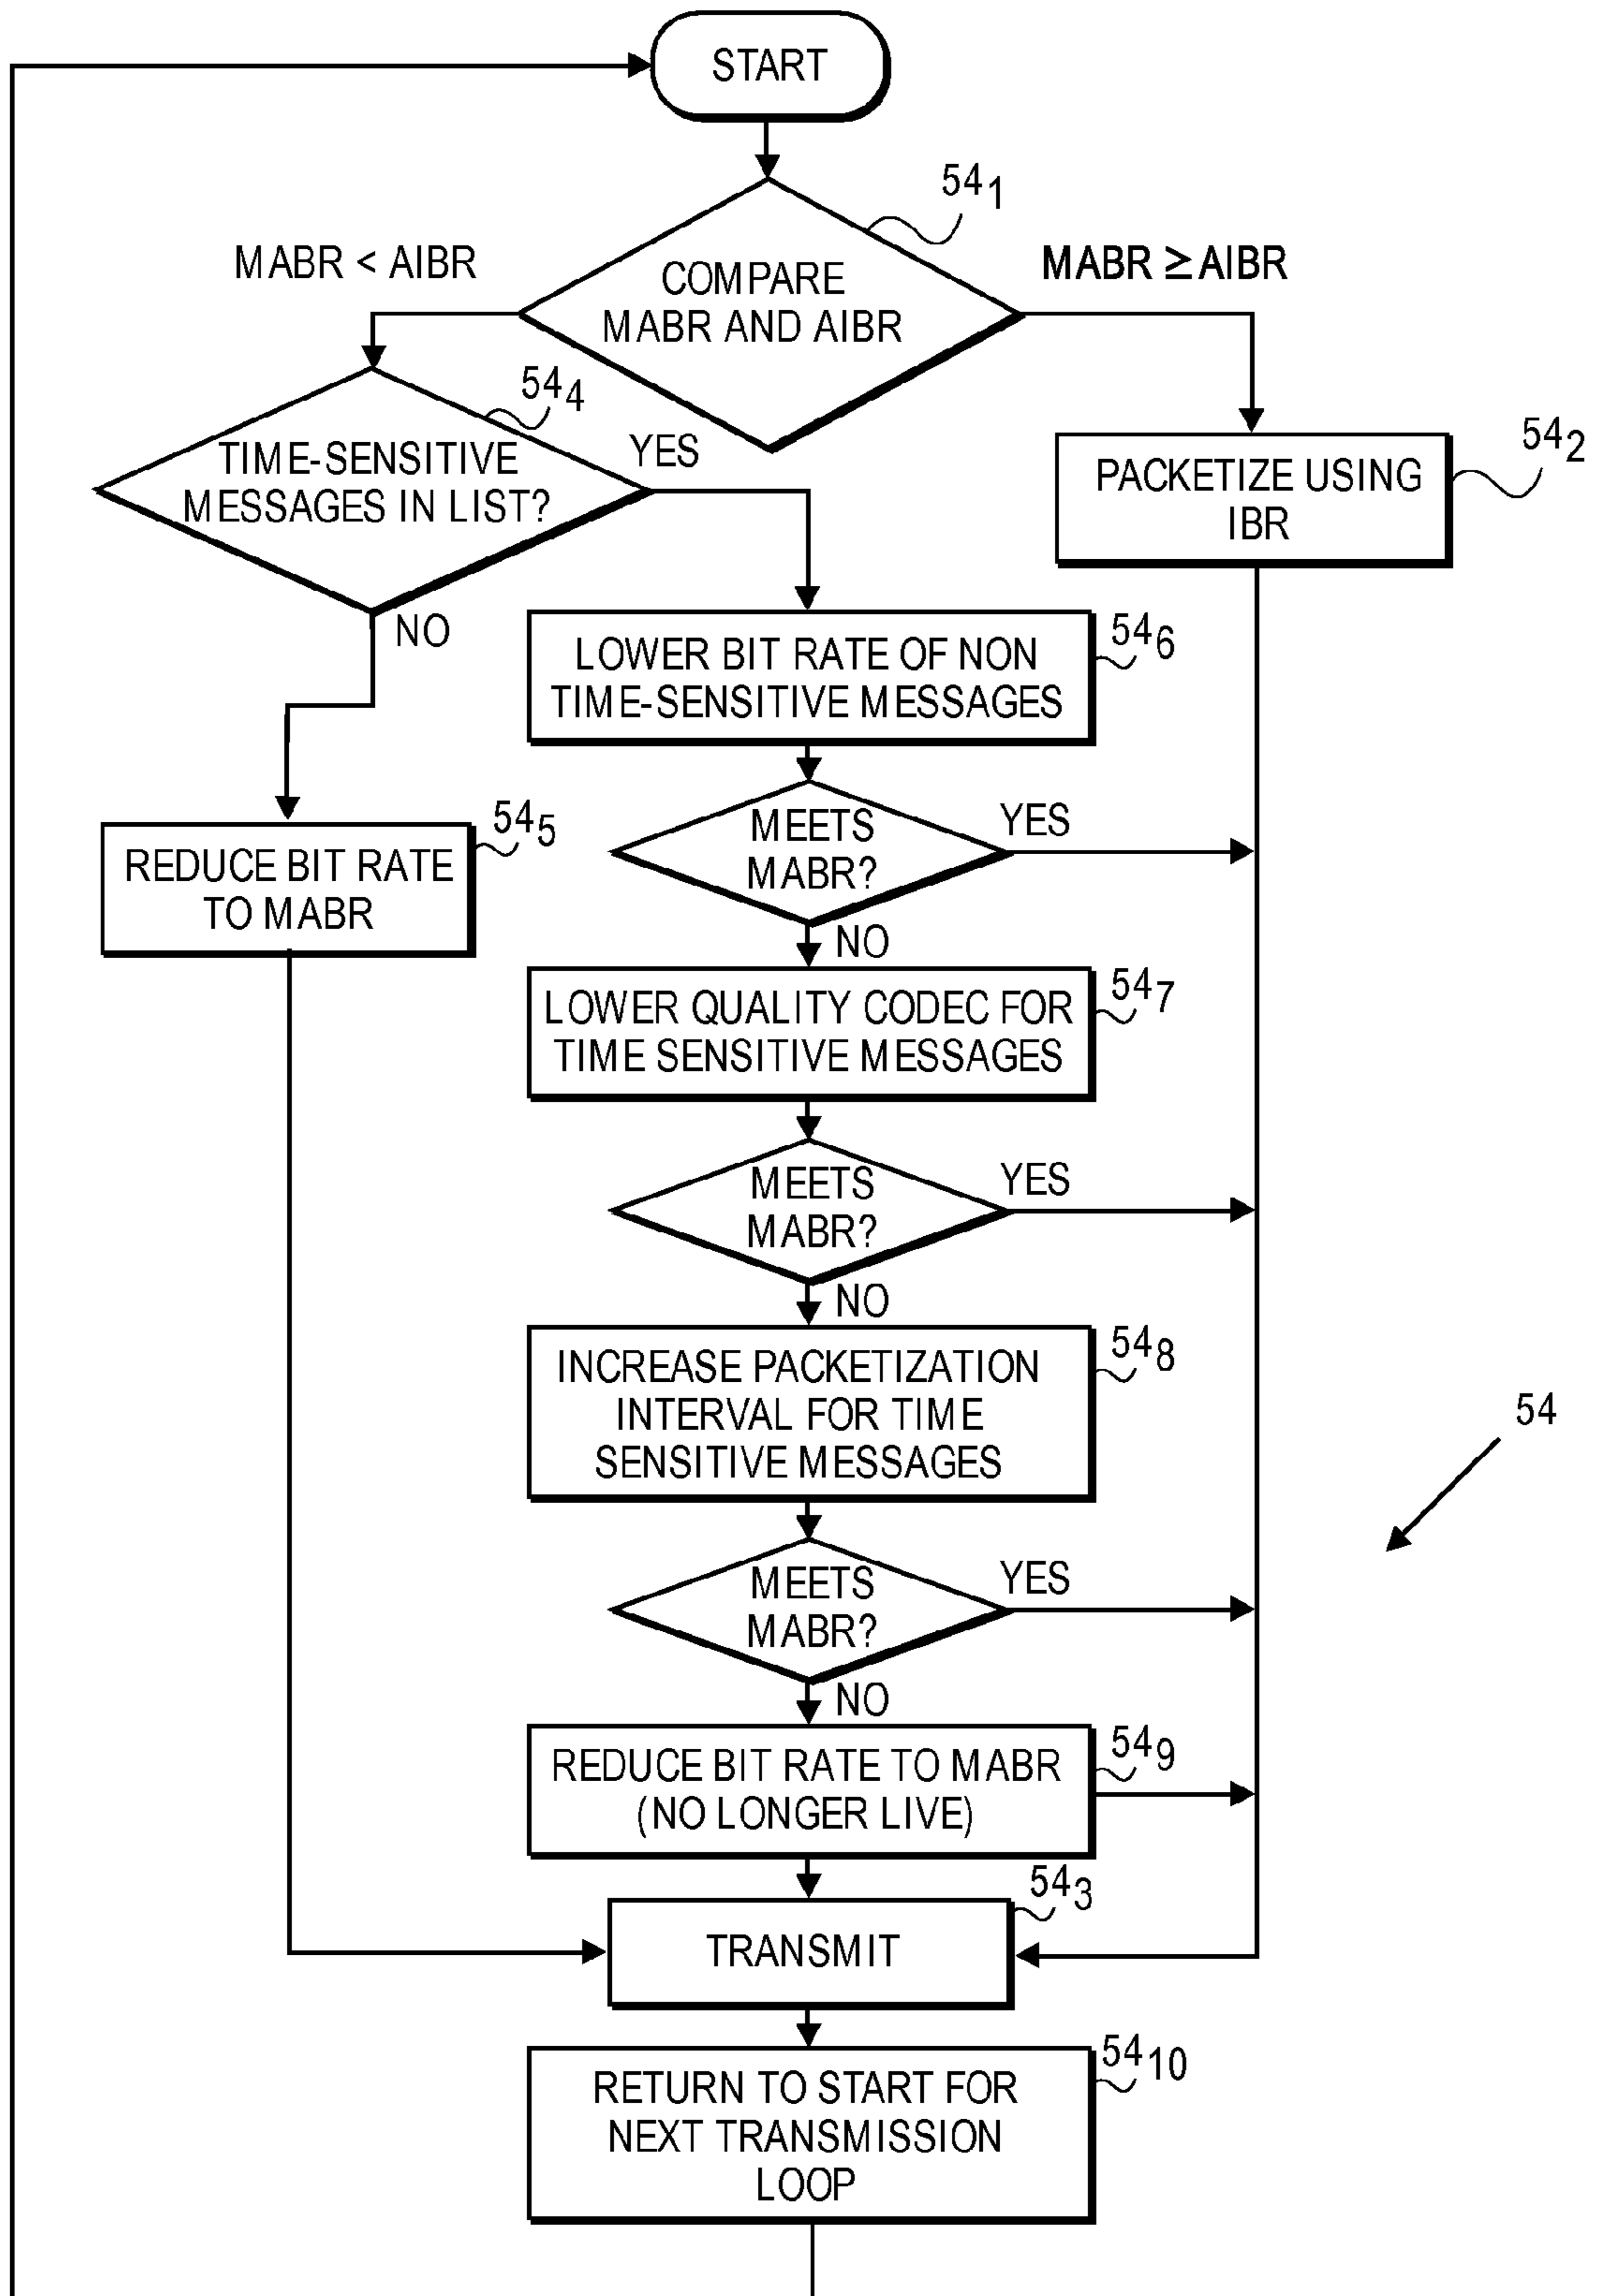 START
54₁
MABR < AIBR
MABR ≥ AIBR
COMPARE
MABR AND AIBR
54₄
TIME-SENSITIVE
MESSAGES IN LIST?
YES
NO
54₂
PACKETIZE USING
IBR
54₆
LOWER BIT RATE OF NON
TIME-SENSITIVE MESSAGES
54₅
REDUCE BIT RATE
TO MABR
MEETS
MABR?
YES
NO
54₇
LOWER QUALITY CODEC FOR
TIME SENSITIVE MESSAGES
MEETS
MABR?
YES
NO
54₈
INCREASE PACKETIZATION
INTERVAL FOR TIME
SENSITIVE MESSAGES
54
MEETS
MABR?
YES
NO
54₉
REDUCE BIT RATE TO MABR
(NO LONGER LIVE)
54₃
TRANSMIT
54₁₀
RETURN TO START FOR
NEXT TRANSMISSION
LOOP